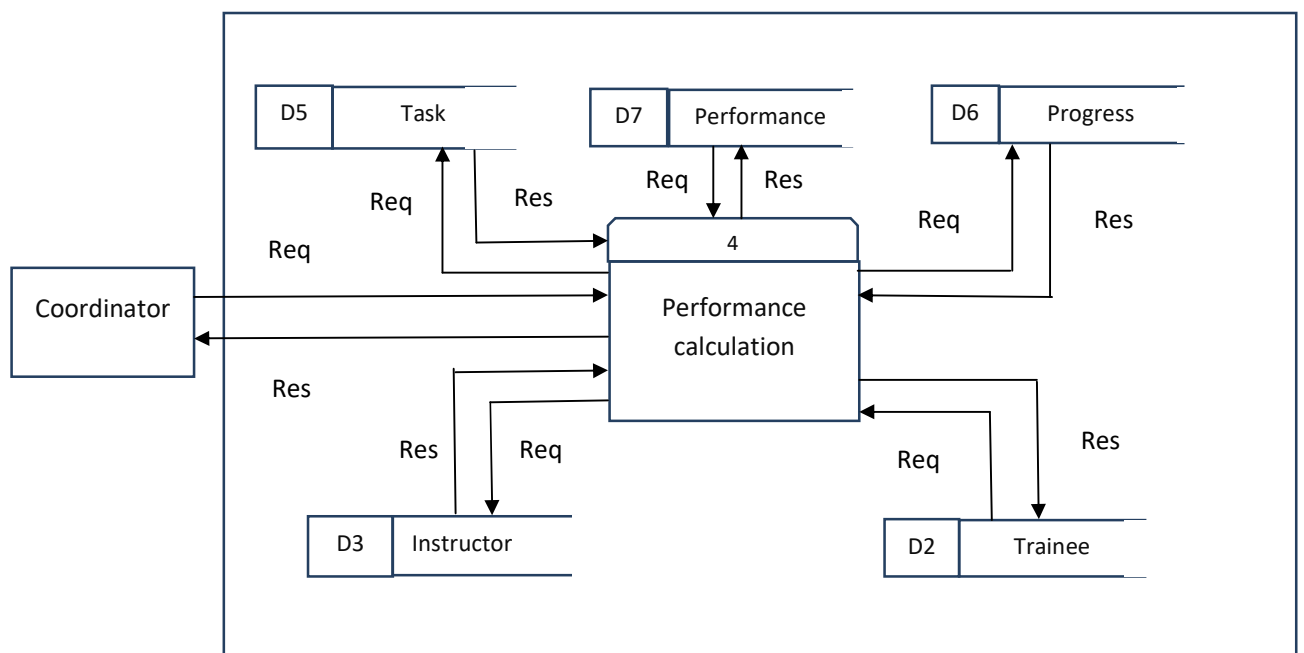 D5
Task
D7
Performance
D6
Progress
Req
Res
Req
Res
Req
Res
Req
4
Coordinator
Performance
calculation
Res
Res
Req
Req
Res
D3
Instructor
D2
Trainee